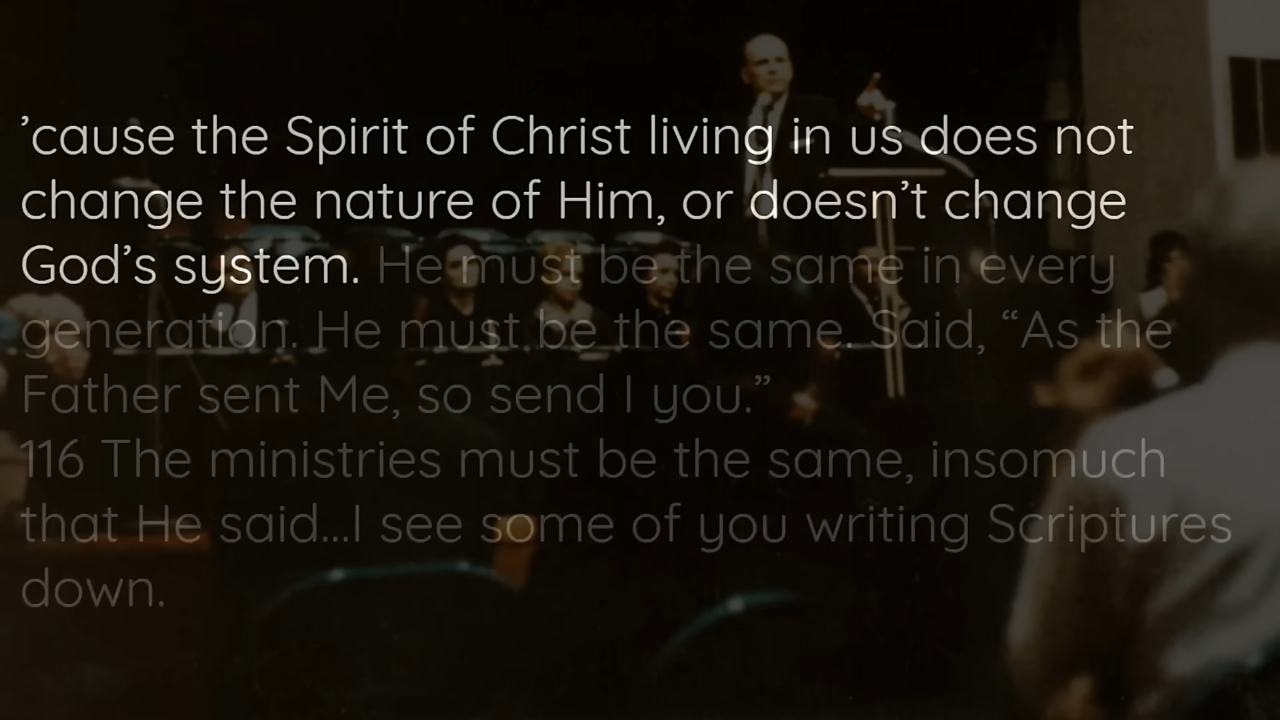 ’cause the Spirit of Christ living in us does not
change the nature of Him, or doesn’t change
God’s system. He must be the same in every
generation. He must be the same. Said, “As the
Father sent Me, so send I you.”
116 The ministries must be the same, insomuch
that He said...I see some of you writing Scriptures
down.